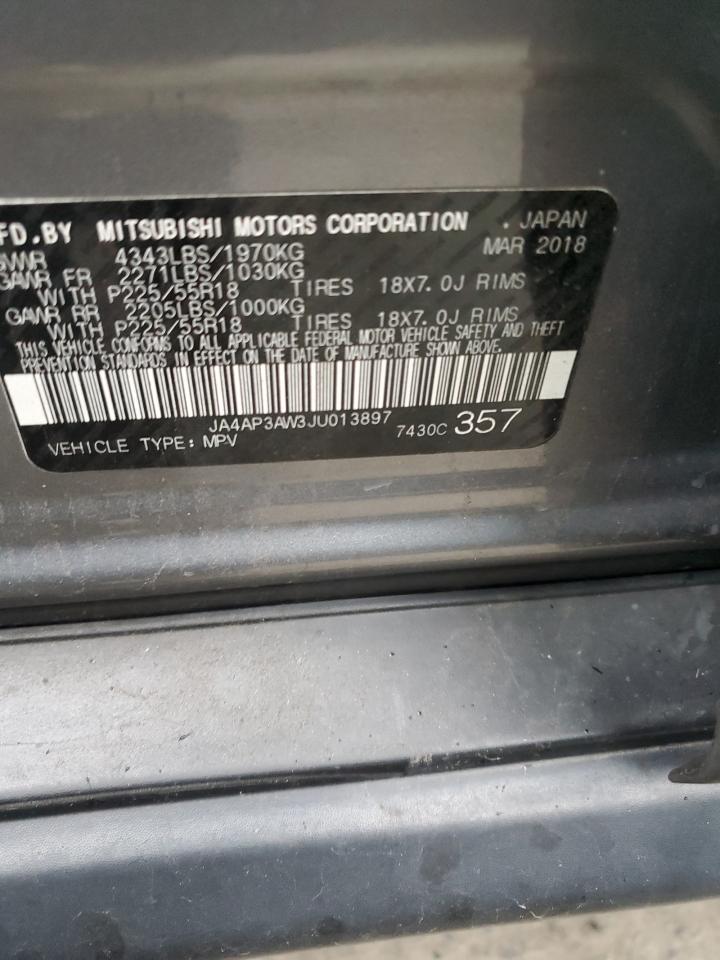 FD.BY MITSUBISHI MOTORS CORPORATION . JAPAN
4343LBS/1970KG MAR 2018
GAWR FR 2271LBS/1030KG
WITH P225/55R18 TIRES 18X7.0J RIMS
GAWR RR 2205LBS/1000KG
WITH P225/55R18 TIRES 18X7.0J RIMS
THIS VEHICLE CONFORMS TO ALL APPLICABLE FEDERAL MOTOR VEHICLE SAFETY AND THEFT
PREVENTION STANDARDS IN EFFECT ON THE DATE OF MANUFACTURE SHOWN ABOVE.
JA4AP3AW3JU013897
VEHICLE TYPE: MPV 7430C 357